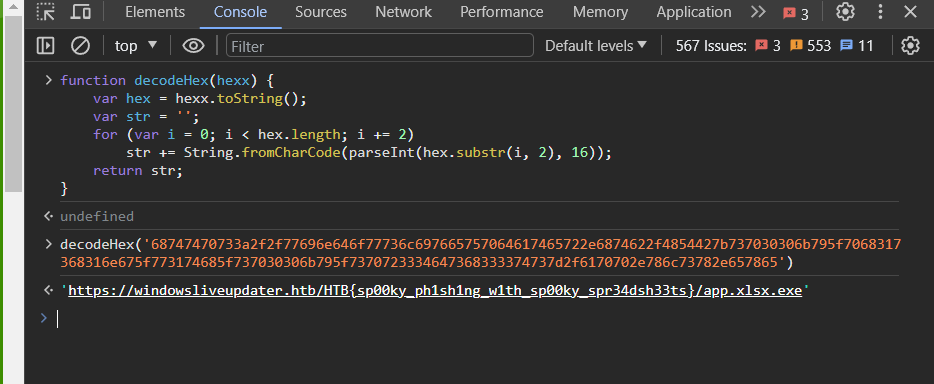 Elements Console Sources Network Performance Memory Application 3
top Filter Default levels 567 Issues: 3 553 11
function decodeHex(hexx) {
var hex = hexx.toString();
var str = '';
for (var i = 0; i < hex.length; i += 2)
str += String.fromCharCode(parseInt(hex.substr(i, 2), 16));
return str;
}
undefined
decodeHex('68747470733a2f2f77696e646f77736c697665757064617465722e6874622f4854427b737030306b795f7068317
368316e675f773174685f737030306b795f73707233346473683333374737d2f6170702e786c73782e657865')
'https://windowsliveupdater.htb/HTB{sp00ky_ph1sh1ng_w1th_sp00ky_spr34dsh33ts}/app.xlsx.exe'